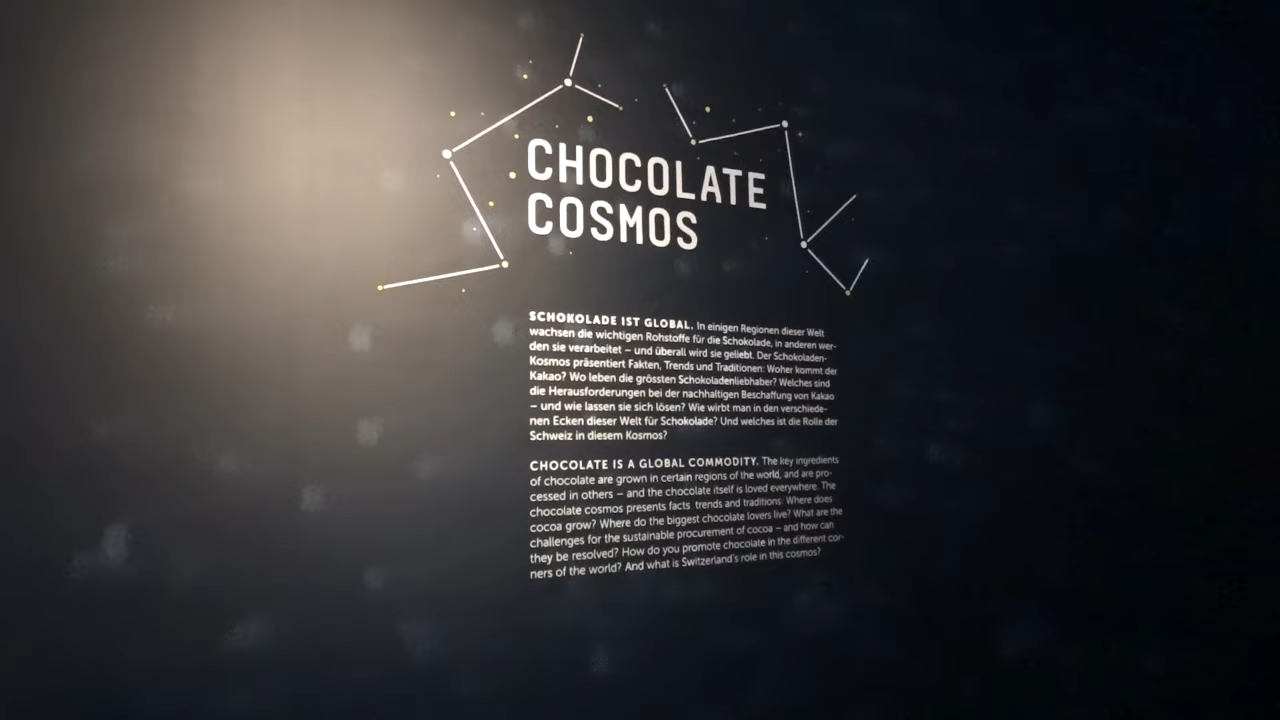 CHOCOLATE
COSMOS
SCHOKOLADE IST GLOBAL. In einigen Regionen dieser Welt
wachsen die wichtigen Rohstoffe für die Schokolade, in anderen wer-
den sie verarbeitet – und überall wird sie geliebt. Der Schokoladen-
Kosmos präsentiert Fakten, Trends und Traditionen: Woher kommt der
Kakao? Wo leben die grössten Schokoladenliebhaber? Welches sind
die Herausforderungen bei der nachhaltigen Beschaffung von Kakao
– und wie lassen sie sich lösen? Wie wirbt man in den verschiede-
nen Ecken dieser Welt für Schokolade? Und welches ist die Rolle der
Schweiz in diesem Kosmos?
CHOCOLATE IS A GLOBAL COMMODITY. The key ingredients
of chocolate are grown in certain regions of the world, and are pro-
cessed in others – and the chocolate itself is loved everywhere. The
chocolate cosmos presents facts trends and traditions: Where does
cocoa grow? Where do the biggest chocolate lovers live? What are the
challenges for the sustainable procurement of cocoa – and how can
they be resolved? How do you promote chocolate in the different cor-
ners of the world? And what is Switzerland's role in this cosmos?